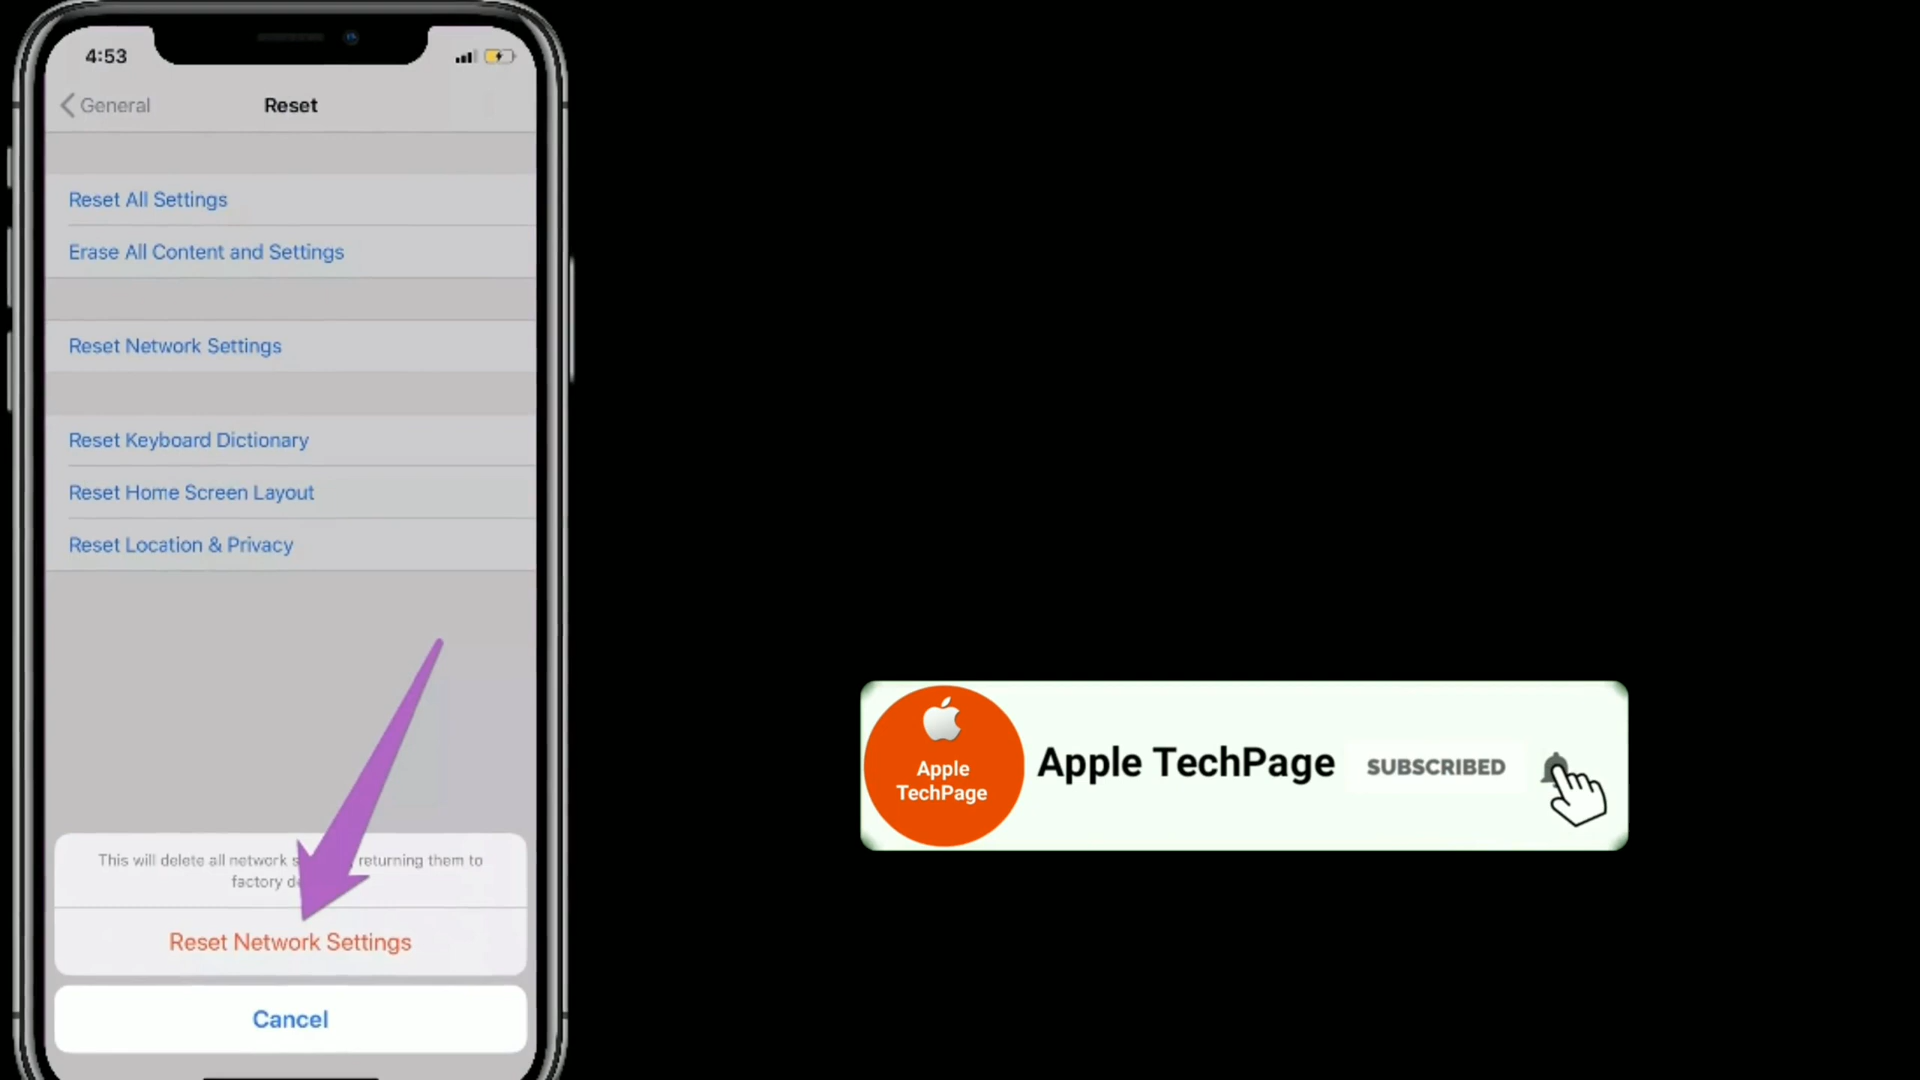 4:53
General
Reset
Reset All Settings
Erase All Content and Settings
Reset Network Settings
Reset Keyboard Dictionary
Reset Home Screen Layout
Reset Location & Privacy
This will delete all network s returning them to
factory de
Reset Network Settings
Cancel
Apple
TechPage
Apple TechPage
SUBSCRIBED